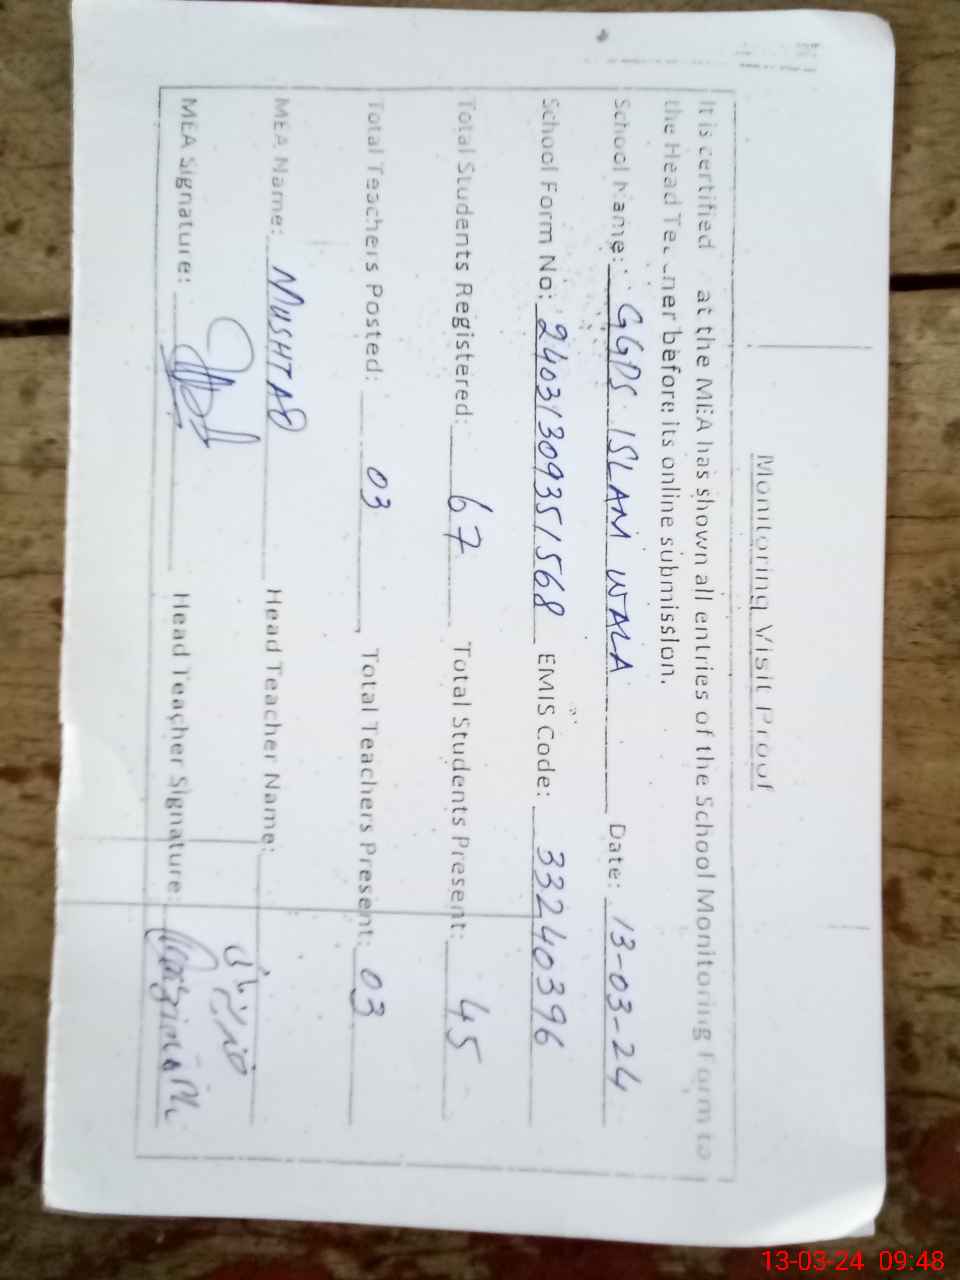 Monitoring Visit Proof
It is certified at the MEA has shown all entries of the School Monitoring Form to
the Head Teacher before its online submission.
School Name: GGPS ISLAM WALA Date: 13-03-24
School Form No: 24031309351568 EMIS Code: 33240396
Total Students Registered: 67 Total Students Present: 45
Total Teachers Posted: 03 Total Teachers Present: 03
MEA Name: MUSHTAQ Head Teacher Name:
MEA Signature: Head Teacher Signature:
13-03-24 09:48